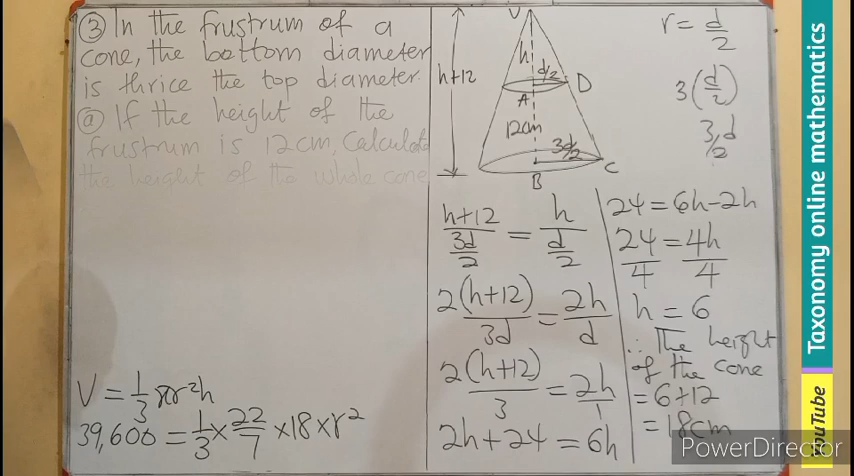 ③ In the frustrum of a
cone, the bottom diameter
is thrice the top diameter.
ⓐ If the height of the
frustrum is 12cm, Calculate
the height of the whole cone
V = 1/3 πr²h
39,600 = 1/3 × 22/7 × 18 × r²
V
h
h+12
d/2
D
A
12cm
3d/2
C
B
r = d/2
3(d/2)
3d/2
h+12 / 3d/2 = h / d/2
2(h+12) / 3d = 2h / d
2(h+12) / 3 = 2h / 1
2h+24 = 6h
24 = 6h-2h
24/4 = 4h/4
h = 6
∴ The height
of the cone
= 6+12
= 18cm
Taxonomy online mathematics
YouTube
PowerDirector